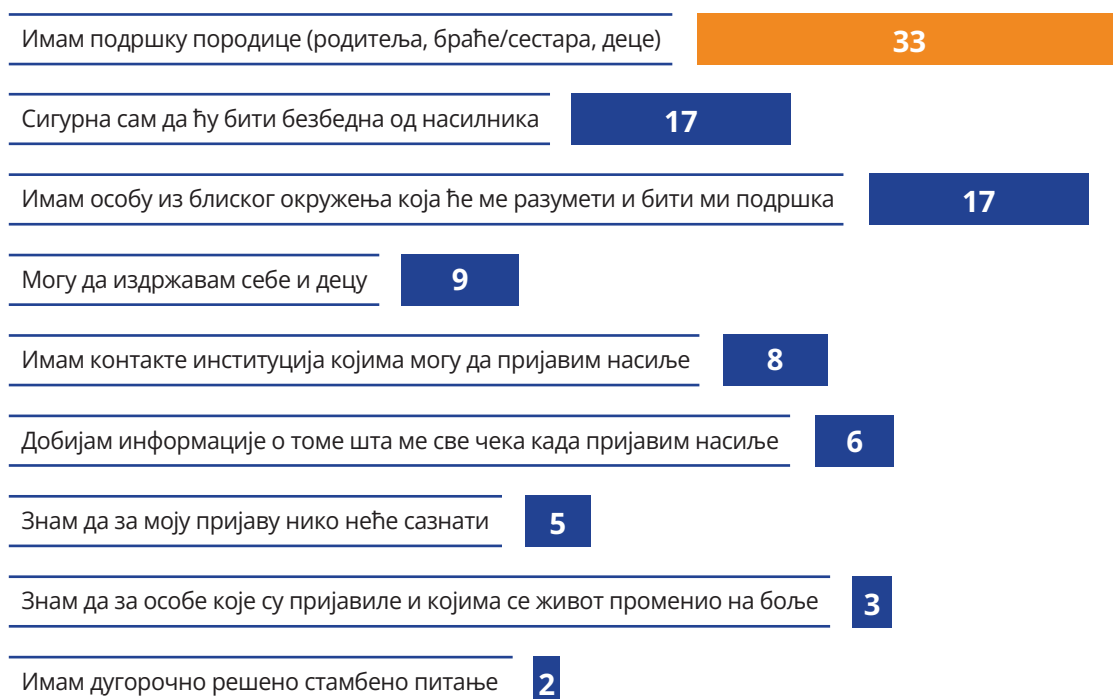 Имам подршку породице (родитеља, браће/сестара, деце) 33
Сигурна сам да ћу бити безбедна од насилника 17
Имам особу из блиског окружења која ће ме разумети и бити ми подршка 17
Могу да издржавам себе и децу 9
Имам контакте институција којима могу да пријавим насиље 8
Добијам информације о томе шта ме све чека када пријавим насиље 6
Знам да за моју пријаву нико неће сазнати 5
Знам да за особе које су пријавиле и којима се живот променио на боље 3
Имам дугорочно решено стамбено питање 2